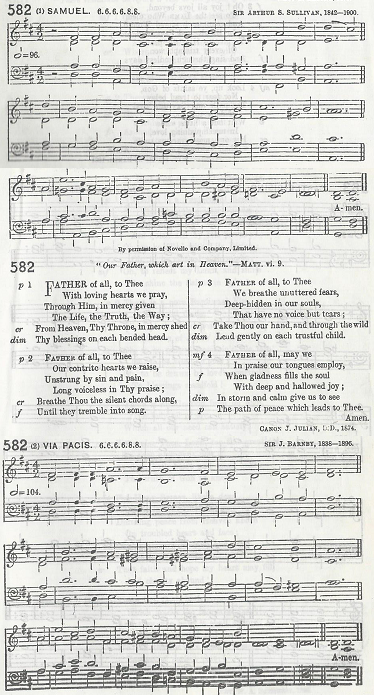 582 (1) SAMUEL. 6.6.6.6.8.8. SIR ARTHUR S. SULLIVAN, 1842—1900.
=96.
A-men.
By permission of Novello and Company, Limited.
582 "Our Father, which art in Heaven."—MATT. vi. 9.
p 1 FATHER of all, to Thee
With loving hearts we pray,
Through Him, in mercy given
The Life, the Truth, the Way;
cr From Heaven, Thy Throne, in mercy shed
dim Thy blessings on each bended head.
p 2 FATHER of all, to Thee
Our contrite hearts we raise,
Unstrung by sin and pain,
Long voiceless in Thy praise;
cr Breathe Thou the silent chords along,
f Until they tremble into song.
p 3 FATHER of all, to Thee
We breathe unuttered fears,
Deep-hidden in our souls,
That have no voice but tears;
cr Take Thou our hand, and through the wild
dim Lead gently on each trustful child.
mf 4 FATHER of all, may we
In praise our tongues employ,
f When gladness fills the soul
With deep and hallowed joy;
dim In storm and calm give us to see
p The path of peace which leads to Thee.
Amen.
CANON J. JULIAN, D.D., 1874.
582 (2) VIA PACIS. 6.6.6.6.8.8. SIR J. BARNBY, 1838—1896.
=104.
A-men.